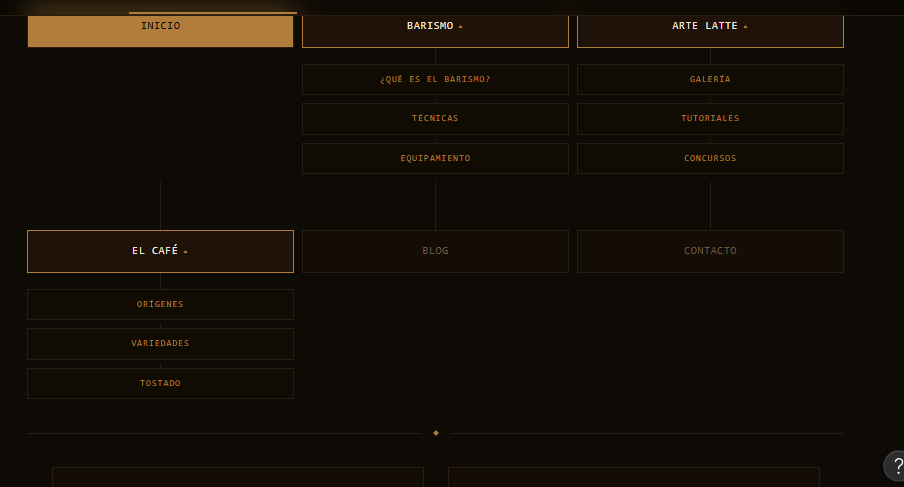 INICIO
BARISMO ▴
ARTE LATTE ▴
¿QUÉ ES EL BARISMO?
GALERÍA
TÉCNICAS
TUTORIALES
EQUIPAMIENTO
CONCURSOS
EL CAFÉ ▴
BLOG
CONTACTO
ORÍGENES
VARIEDADES
TOSTADO
?